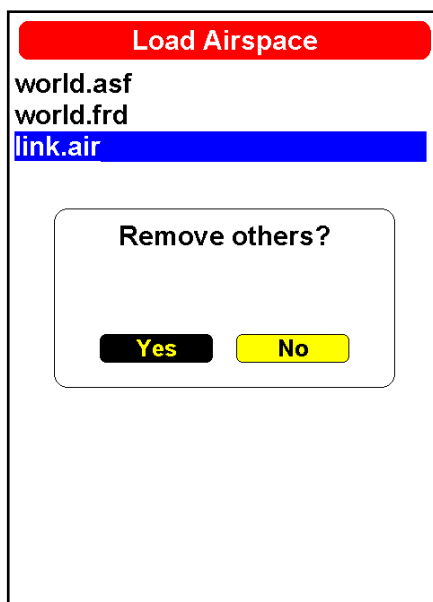 Load Airspace
world.asf
world.frd
link.air
Remove others?
Yes No